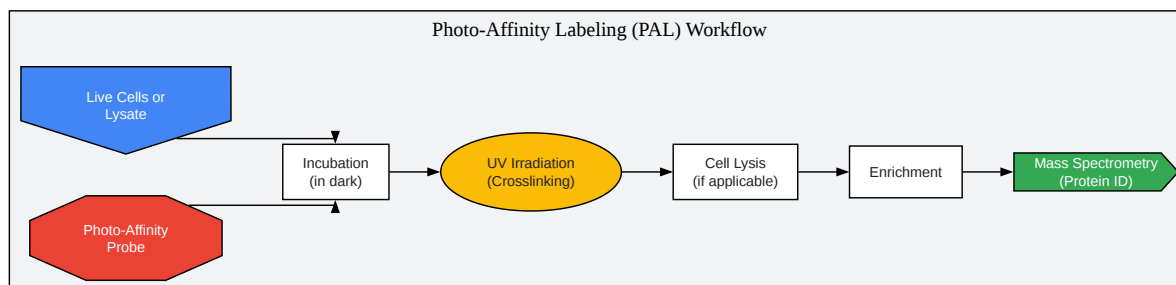 Photo-Affinity Labeling (PAL) Workflow
Live Cells or
Lysate
Photo-Affinity
Probe
Incubation
(in dark)
UV Irradiation
(Crosslinking)
Cell Lysis
(if applicable)
Enrichment
Mass Spectrometry
(Protein ID)